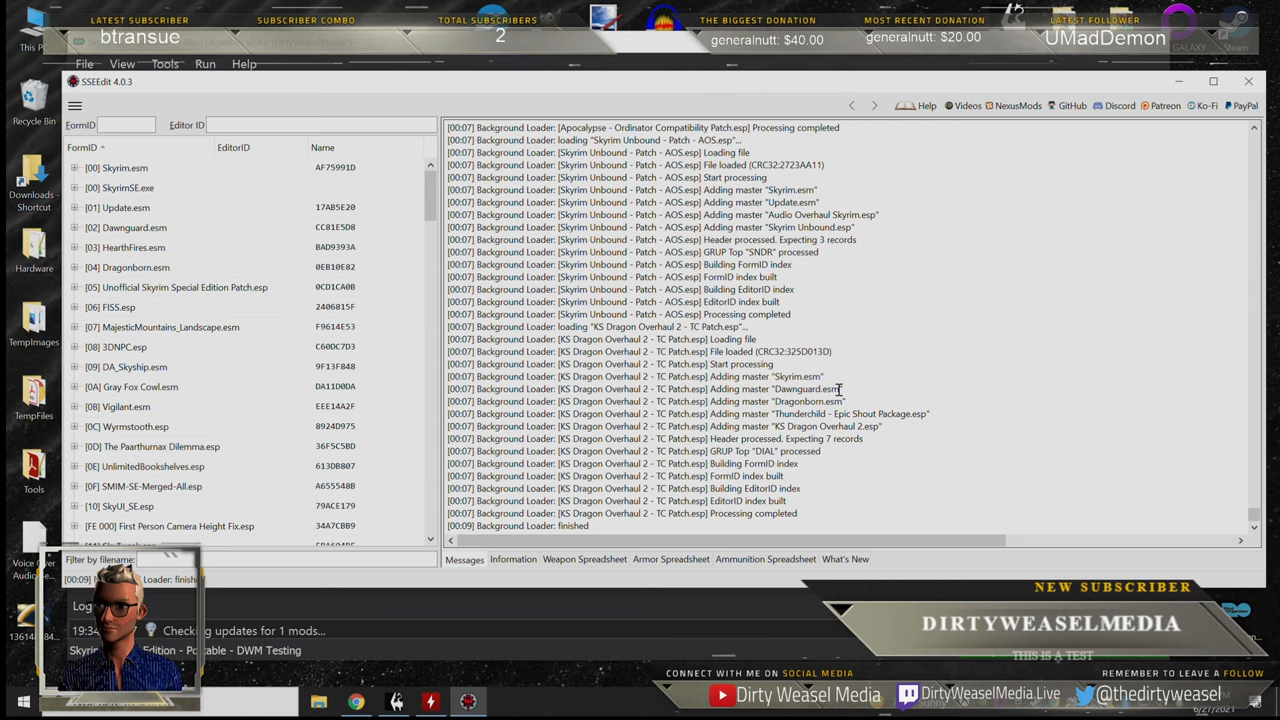 LATEST SUBSCRIBER
btransue
SUBSCRIBER COMBO
TOTAL SUBSCRIBERS
2
THE BIGGEST DONATION
generalnutt: $40.00
MOST RECENT DONATION
generalnutt: $20.00
LATEST FOLLOWER
UMadDemon
This PC
GALAXY
Steam
File View Tools Run Help
SSEEdit 4.0.3
Help Videos NexusMods GitHub Discord Patreon Ko-Fi PayPal
FormID Editor ID
FormID EditorID Name
[00] Skyrim.esm AF75991D
[00] SkyrimSE.exe
[01] Update.esm 17AB5E20
[02] Dawnguard.esm CC81E5D8
[03] HearthFires.esm BAD9393A
[04] Dragonborn.esm 0EB10E82
[05] Unofficial Skyrim Special Edition Patch.esp 0CD1CA0B
[06] FISS.esp 2406815F
[07] MajesticMountains_Landscape.esm F9614E53
[08] 3DNPC.esp C60DC7D3
[09] DA_Skyship.esm 9F13F848
[0A] Gray Fox Cowl.esm DA11D0DA
[0B] Vigilant.esm EEE14A2F
[0C] Wyrmstooth.esp 8924D975
[0D] The Paarthurnax Dilemma.esp 36F5C5BD
[0E] UnlimitedBookshelves.esp 613DB807
[0F] SMIM-SE-Merged-All.esp A655548B
[10] SkyUI_SE.esp 79ACE179
[FE 000] First Person Camera Height Fix.esp 34A7CBB9
Filter by filename:
[00:07] Background Loader: [Apocalypse - Ordinator Compatibility Patch.esp] Processing completed
[00:07] Background Loader: loading "Skyrim Unbound - Patch - AOS.esp"...
[00:07] Background Loader: [Skyrim Unbound - Patch - AOS.esp] Loading file
[00:07] Background Loader: [Skyrim Unbound - Patch - AOS.esp] File loaded (CRC32:2723AA11)
[00:07] Background Loader: [Skyrim Unbound - Patch - AOS.esp] Start processing
[00:07] Background Loader: [Skyrim Unbound - Patch - AOS.esp] Adding master "Skyrim.esm"
[00:07] Background Loader: [Skyrim Unbound - Patch - AOS.esp] Adding master "Update.esm"
[00:07] Background Loader: [Skyrim Unbound - Patch - AOS.esp] Adding master "Audio Overhaul Skyrim.esp"
[00:07] Background Loader: [Skyrim Unbound - Patch - AOS.esp] Adding master "Skyrim Unbound.esp"
[00:07] Background Loader: [Skyrim Unbound - Patch - AOS.esp] Header processed. Expecting 3 records
[00:07] Background Loader: [Skyrim Unbound - Patch - AOS.esp] GRUP Top "SNDR" processed
[00:07] Background Loader: [Skyrim Unbound - Patch - AOS.esp] Building FormID index
[00:07] Background Loader: [Skyrim Unbound - Patch - AOS.esp] FormID index built
[00:07] Background Loader: [Skyrim Unbound - Patch - AOS.esp] Building EditorID index
[00:07] Background Loader: [Skyrim Unbound - Patch - AOS.esp] EditorID index built
[00:07] Background Loader: [Skyrim Unbound - Patch - AOS.esp] Processing completed
[00:07] Background Loader: loading "KS Dragon Overhaul 2 - TC Patch.esp"...
[00:07] Background Loader: [KS Dragon Overhaul 2 - TC Patch.esp] Loading file
[00:07] Background Loader: [KS Dragon Overhaul 2 - TC Patch.esp] File loaded (CRC32:325D013D)
[00:07] Background Loader: [KS Dragon Overhaul 2 - TC Patch.esp] Start processing
[00:07] Background Loader: [KS Dragon Overhaul 2 - TC Patch.esp] Adding master "Skyrim.esm"
[00:07] Background Loader: [KS Dragon Overhaul 2 - TC Patch.esp] Adding master "Dawnguard.esm"
[00:07] Background Loader: [KS Dragon Overhaul 2 - TC Patch.esp] Adding master "Dragonborn.esm"
[00:07] Background Loader: [KS Dragon Overhaul 2 - TC Patch.esp] Adding master "Thunderchild - Epic Shout Package.esp"
[00:07] Background Loader: [KS Dragon Overhaul 2 - TC Patch.esp] Adding master "KS Dragon Overhaul 2.esp"
[00:07] Background Loader: [KS Dragon Overhaul 2 - TC Patch.esp] Header processed. Expecting 7 records
[00:07] Background Loader: [KS Dragon Overhaul 2 - TC Patch.esp] GRUP Top "DIAL" processed
[00:07] Background Loader: [KS Dragon Overhaul 2 - TC Patch.esp] Building FormID index
[00:07] Background Loader: [KS Dragon Overhaul 2 - TC Patch.esp] FormID index built
[00:07] Background Loader: [KS Dragon Overhaul 2 - TC Patch.esp] Building EditorID index
[00:07] Background Loader: [KS Dragon Overhaul 2 - TC Patch.esp] EditorID index built
[00:07] Background Loader: [KS Dragon Overhaul 2 - TC Patch.esp] Processing completed
[00:09] Background Loader: finished
Messages Information Weapon Spreadsheet Armor Spreadsheet Ammunition Spreadsheet What's New
Recycle Bin
Downloads - Shortcut
Hardware
TempImages
TempFiles
Tools
Voice Over
[00:09] Loader: finished
Log
19:34 Checking updates for 1 mods...
Skyrim Edition - Portable - DWM Testing
NEW SUBSCRIBER
DIRTYWEASELMEDIA
THIS IS A TEST
CONNECT WITH ME ON SOCIAL MEDIA
REMEMBER TO LEAVE A FOLLOW
Dirty Weasel Media
DirtyWeaselMedia.Live
@thedirtyweasel
6/27/2021